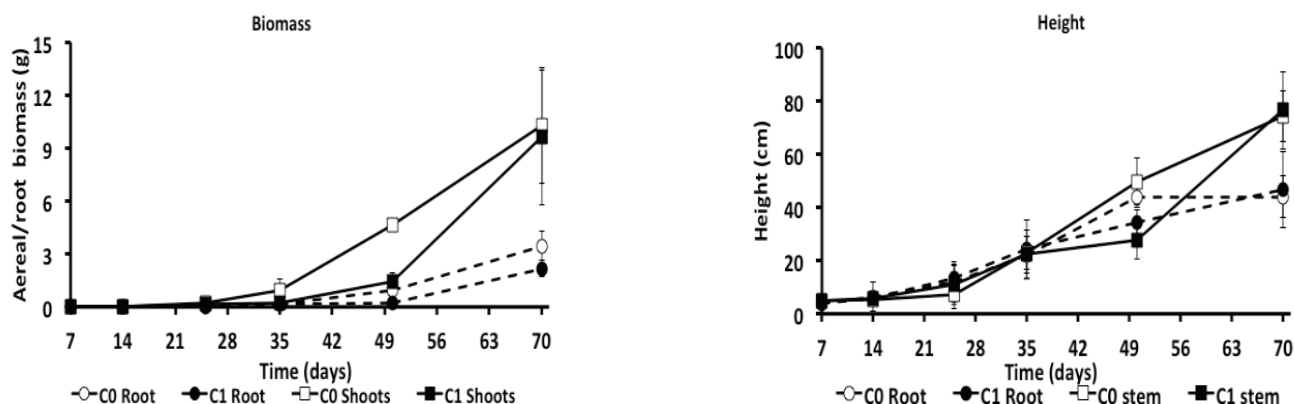 Biomass
Aereal/root biomass (g)
15
12
9
6
3
0
7 14 21 28 35 42 49 56 63 70
Time (days)
C0 Root C1 Root C0 Shoots C1 Shoots
Height
Height (cm)
100
80
60
40
20
0
7 14 21 28 35 42 49 56 63 70
Time (days)
C0 Root C1 Root C0 stem C1 stem